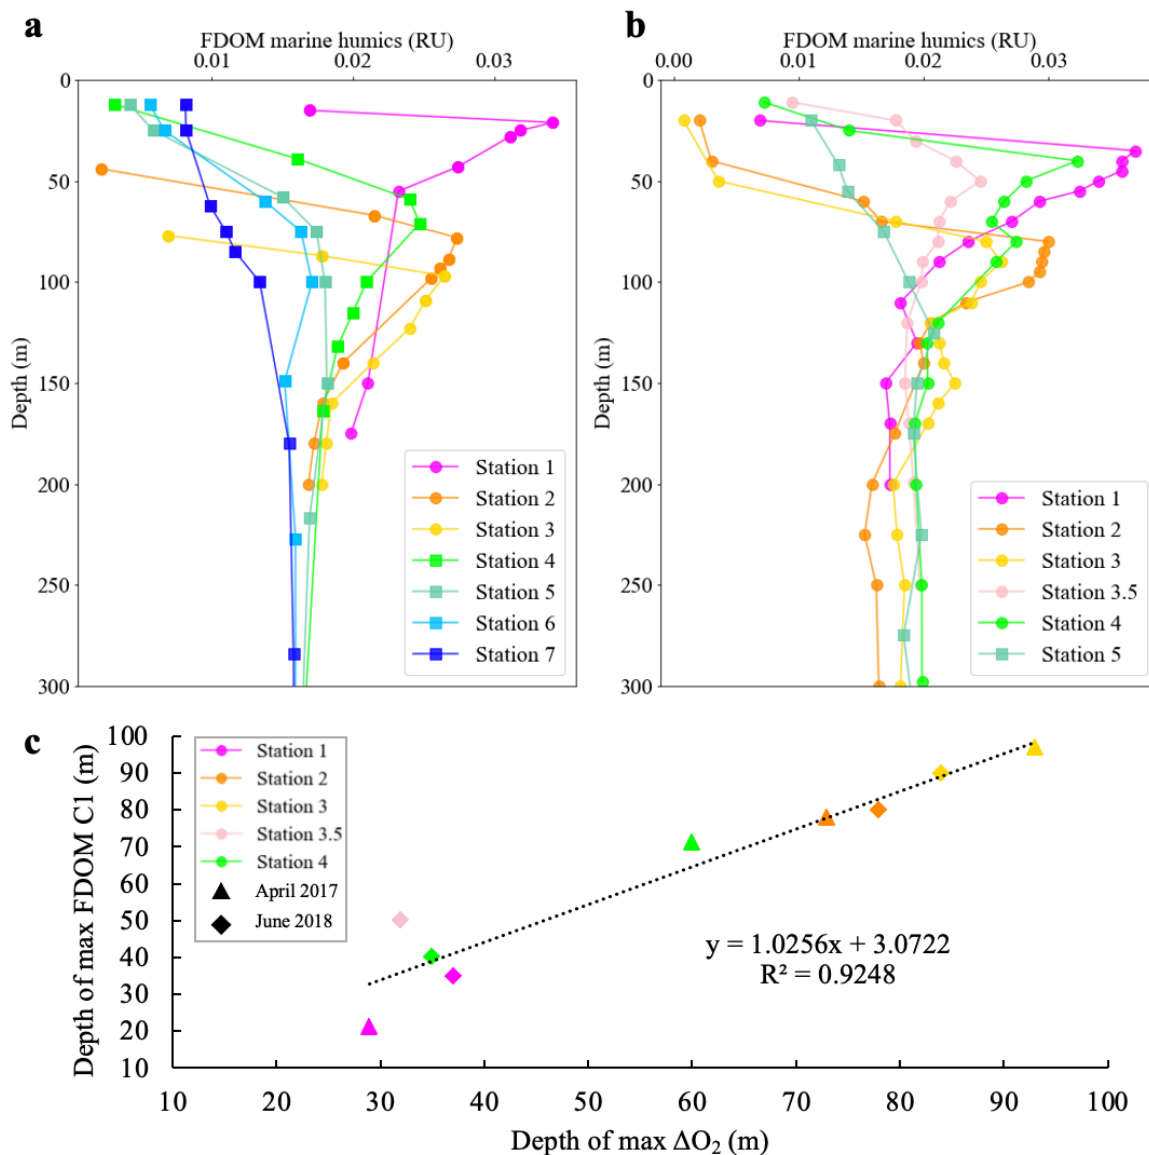 a
FDOM marine humics (RU)
0.01 0.02 0.03
0
50
100
150
200
250
300
Depth (m)
Station 1
Station 2
Station 3
Station 4
Station 5
Station 6
Station 7
b
FDOM marine humics (RU)
0.00 0.01 0.02 0.03
0
50
100
150
200
250
300
Depth (m)
Station 1
Station 2
Station 3
Station 3.5
Station 4
Station 5
c
Depth of max FDOM C1 (m)
100
90
80
70
60
50
40
30
20
10
Station 1
Station 2
Station 3
Station 3.5
Station 4
April 2017
June 2018
y = 1.0256x + 3.0722
R² = 0.9248
10 20 30 40 50 60 70 80 90 100
Depth of max ΔO₂ (m)